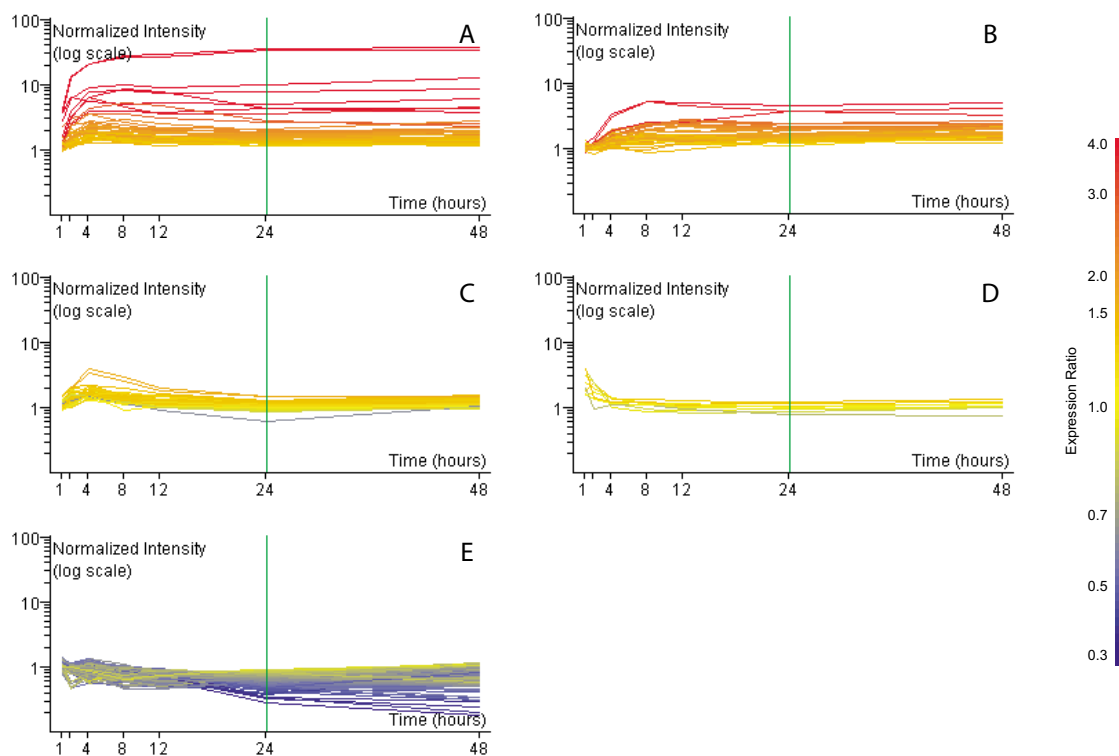 100
Normalized Intensity
(log scale)
A
10
1
Time (hours)
1 4 8 12 24 48
100
Normalized Intensity
(log scale)
B
10
1
Time (hours)
1 4 8 12 24 48
100
Normalized Intensity
(log scale)
C
10
1
Time (hours)
1 4 8 12 24 48
100
Normalized Intensity
(log scale)
D
10
1
Time (hours)
1 4 8 12 24 48
100
Normalized Intensity
(log scale)
E
10
1
Time (hours)
1 4 8 12 24 48
4.0
3.0
2.0
1.5
1.0
0.7
0.5
0.3
Expression Ratio